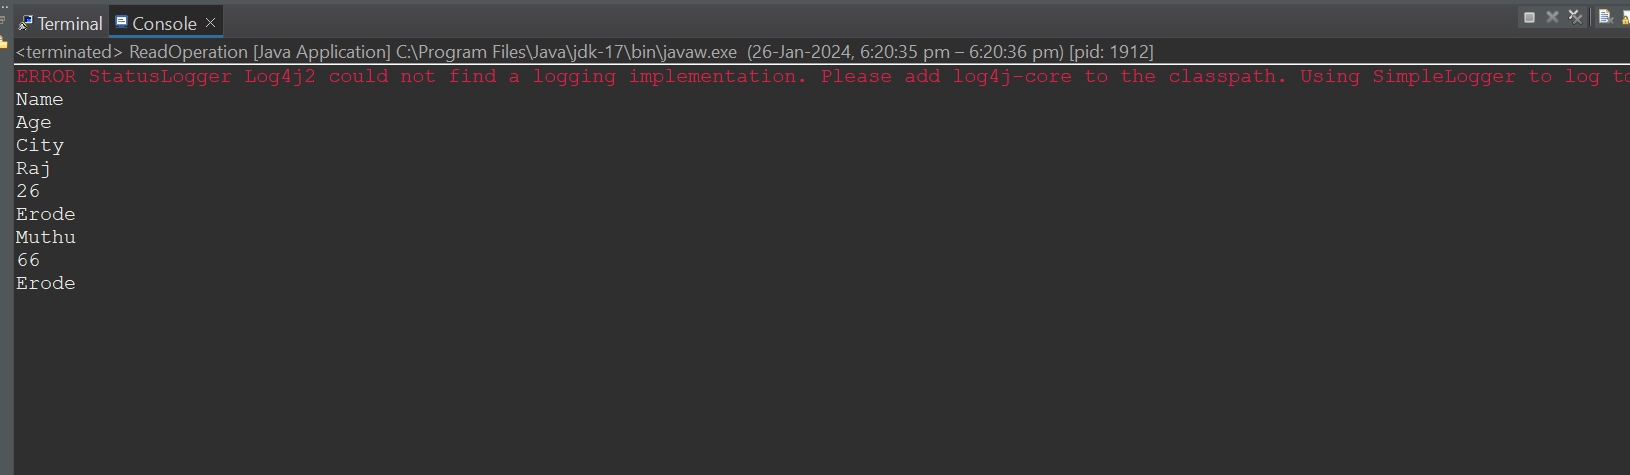 Terminal Console
<terminated> ReadOperation [Java Application] C:\Program Files\Java\jdk-17\bin\javaw.exe (26-Jan-2024, 6:20:35 pm – 6:20:36 pm) [pid: 1912]
ERROR StatusLogger Log4j2 could not find a logging implementation. Please add log4j-core to the classpath. Using SimpleLogger to log to
Name
Age
City
Raj
26
Erode
Muthu
66
Erode